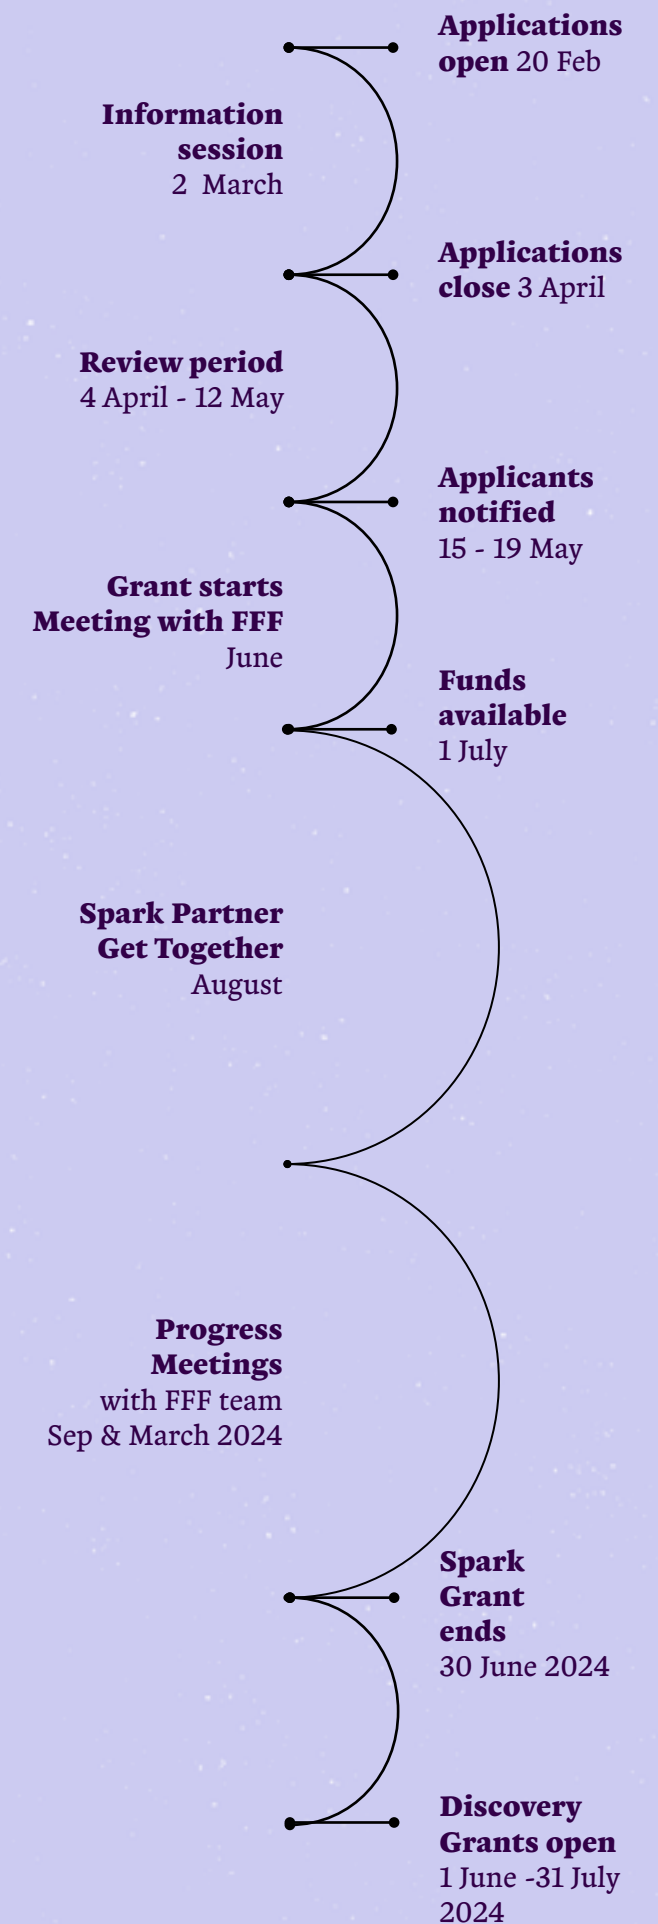 Applications
open 20 Feb
Information
session
2 March
Applications
close 3 April
Review period
4 April - 12 May
Applicants
notified
15 - 19 May
Grant starts
Meeting with FFF
June
Funds
available
1 July
Spark Partner
Get Together
August
Progress
Meetings
with FFF team
Sep & March 2024
Spark
Grant
ends
30 June 2024
Discovery
Grants open
1 June -31 July
2024